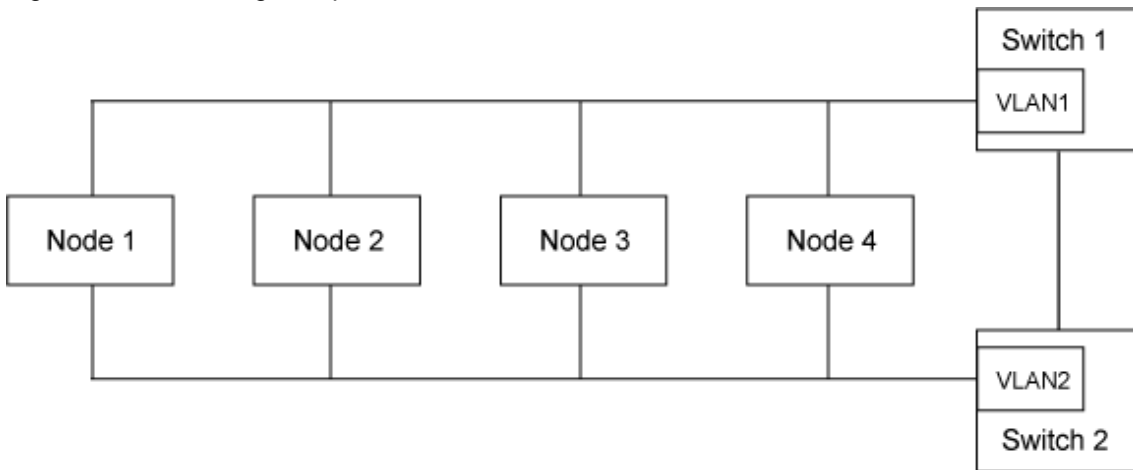 Switch 1
VLAN1
Node 1
Node 2
Node 3
Node 4
VLAN2
Switch 2